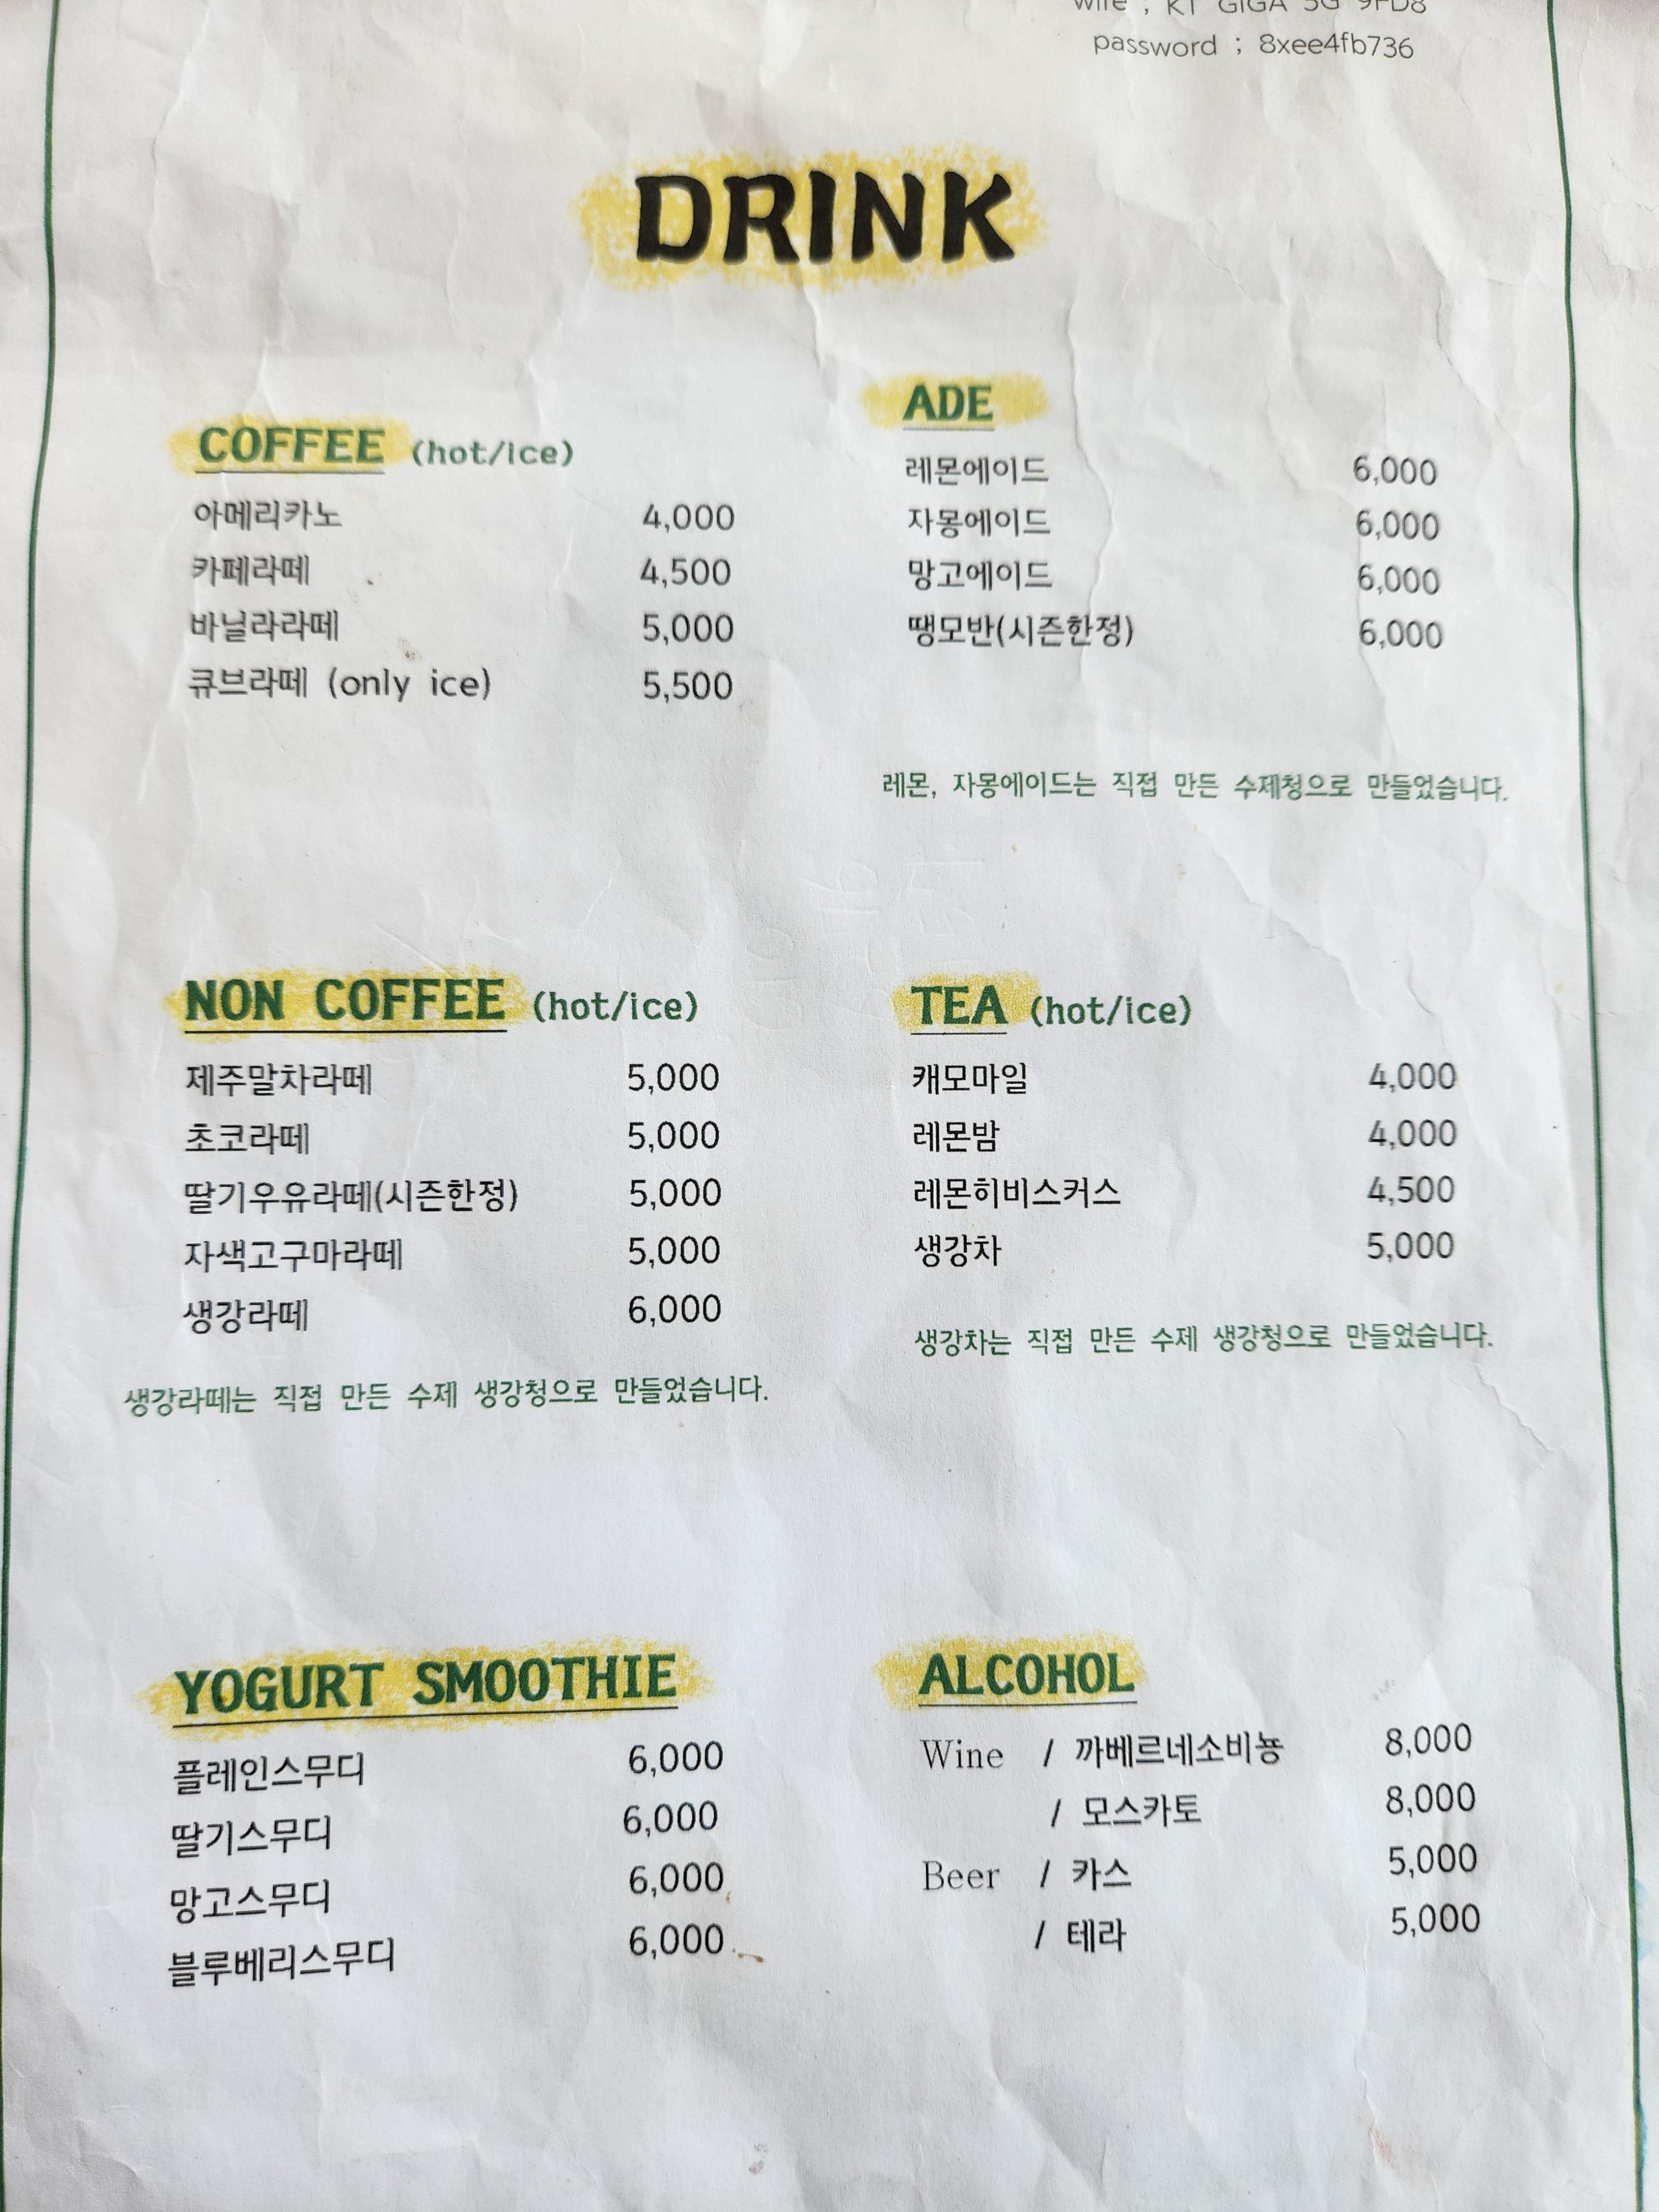 password ; 8xee4fb736
DRINK
COFFEE (hot/ice)
아메리카노 4,000
카페라떼 4,500
바닐라라떼 5,000
큐브라떼 (only ice) 5,500
ADE
레몬에이드 6,000
자몽에이드 6,000
망고에이드 6,000
땡모반(시즌한정) 6,000
레몬, 자몽에이드는 직접 만든 수제청으로 만들었습니다.
NON COFFEE (hot/ice)
제주말차라떼 5,000
초코라떼 5,000
딸기우유라떼(시즌한정) 5,000
자색고구마라떼 5,000
생강라떼 6,000
생강라떼는 직접 만든 수제 생강청으로 만들었습니다.
TEA (hot/ice)
캐모마일 4,000
레몬밤 4,000
레몬히비스커스 4,500
생강차 5,000
생강차는 직접 만든 수제 생강청으로 만들었습니다.
YOGURT SMOOTHIE
플레인스무디 6,000
딸기스무디 6,000
망고스무디 6,000
블루베리스무디 6,000
ALCOHOL
Wine / 까베르네소비뇽 8,000
/ 모스카토 8,000
Beer / 카스 5,000
/ 테라 5,000